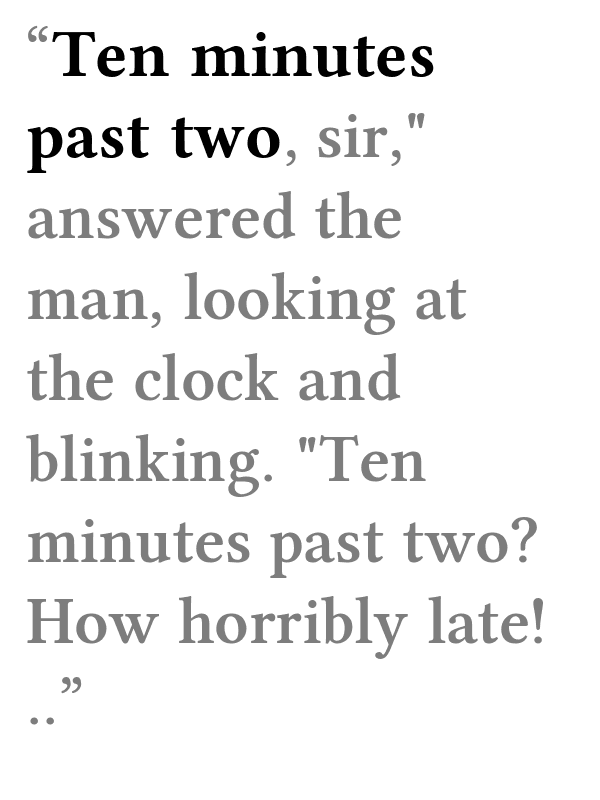 “Ten minutes
past two, sir,"
answered the
man, looking at
the clock and
blinking. "Ten
minutes past two?
How horribly late!
..”